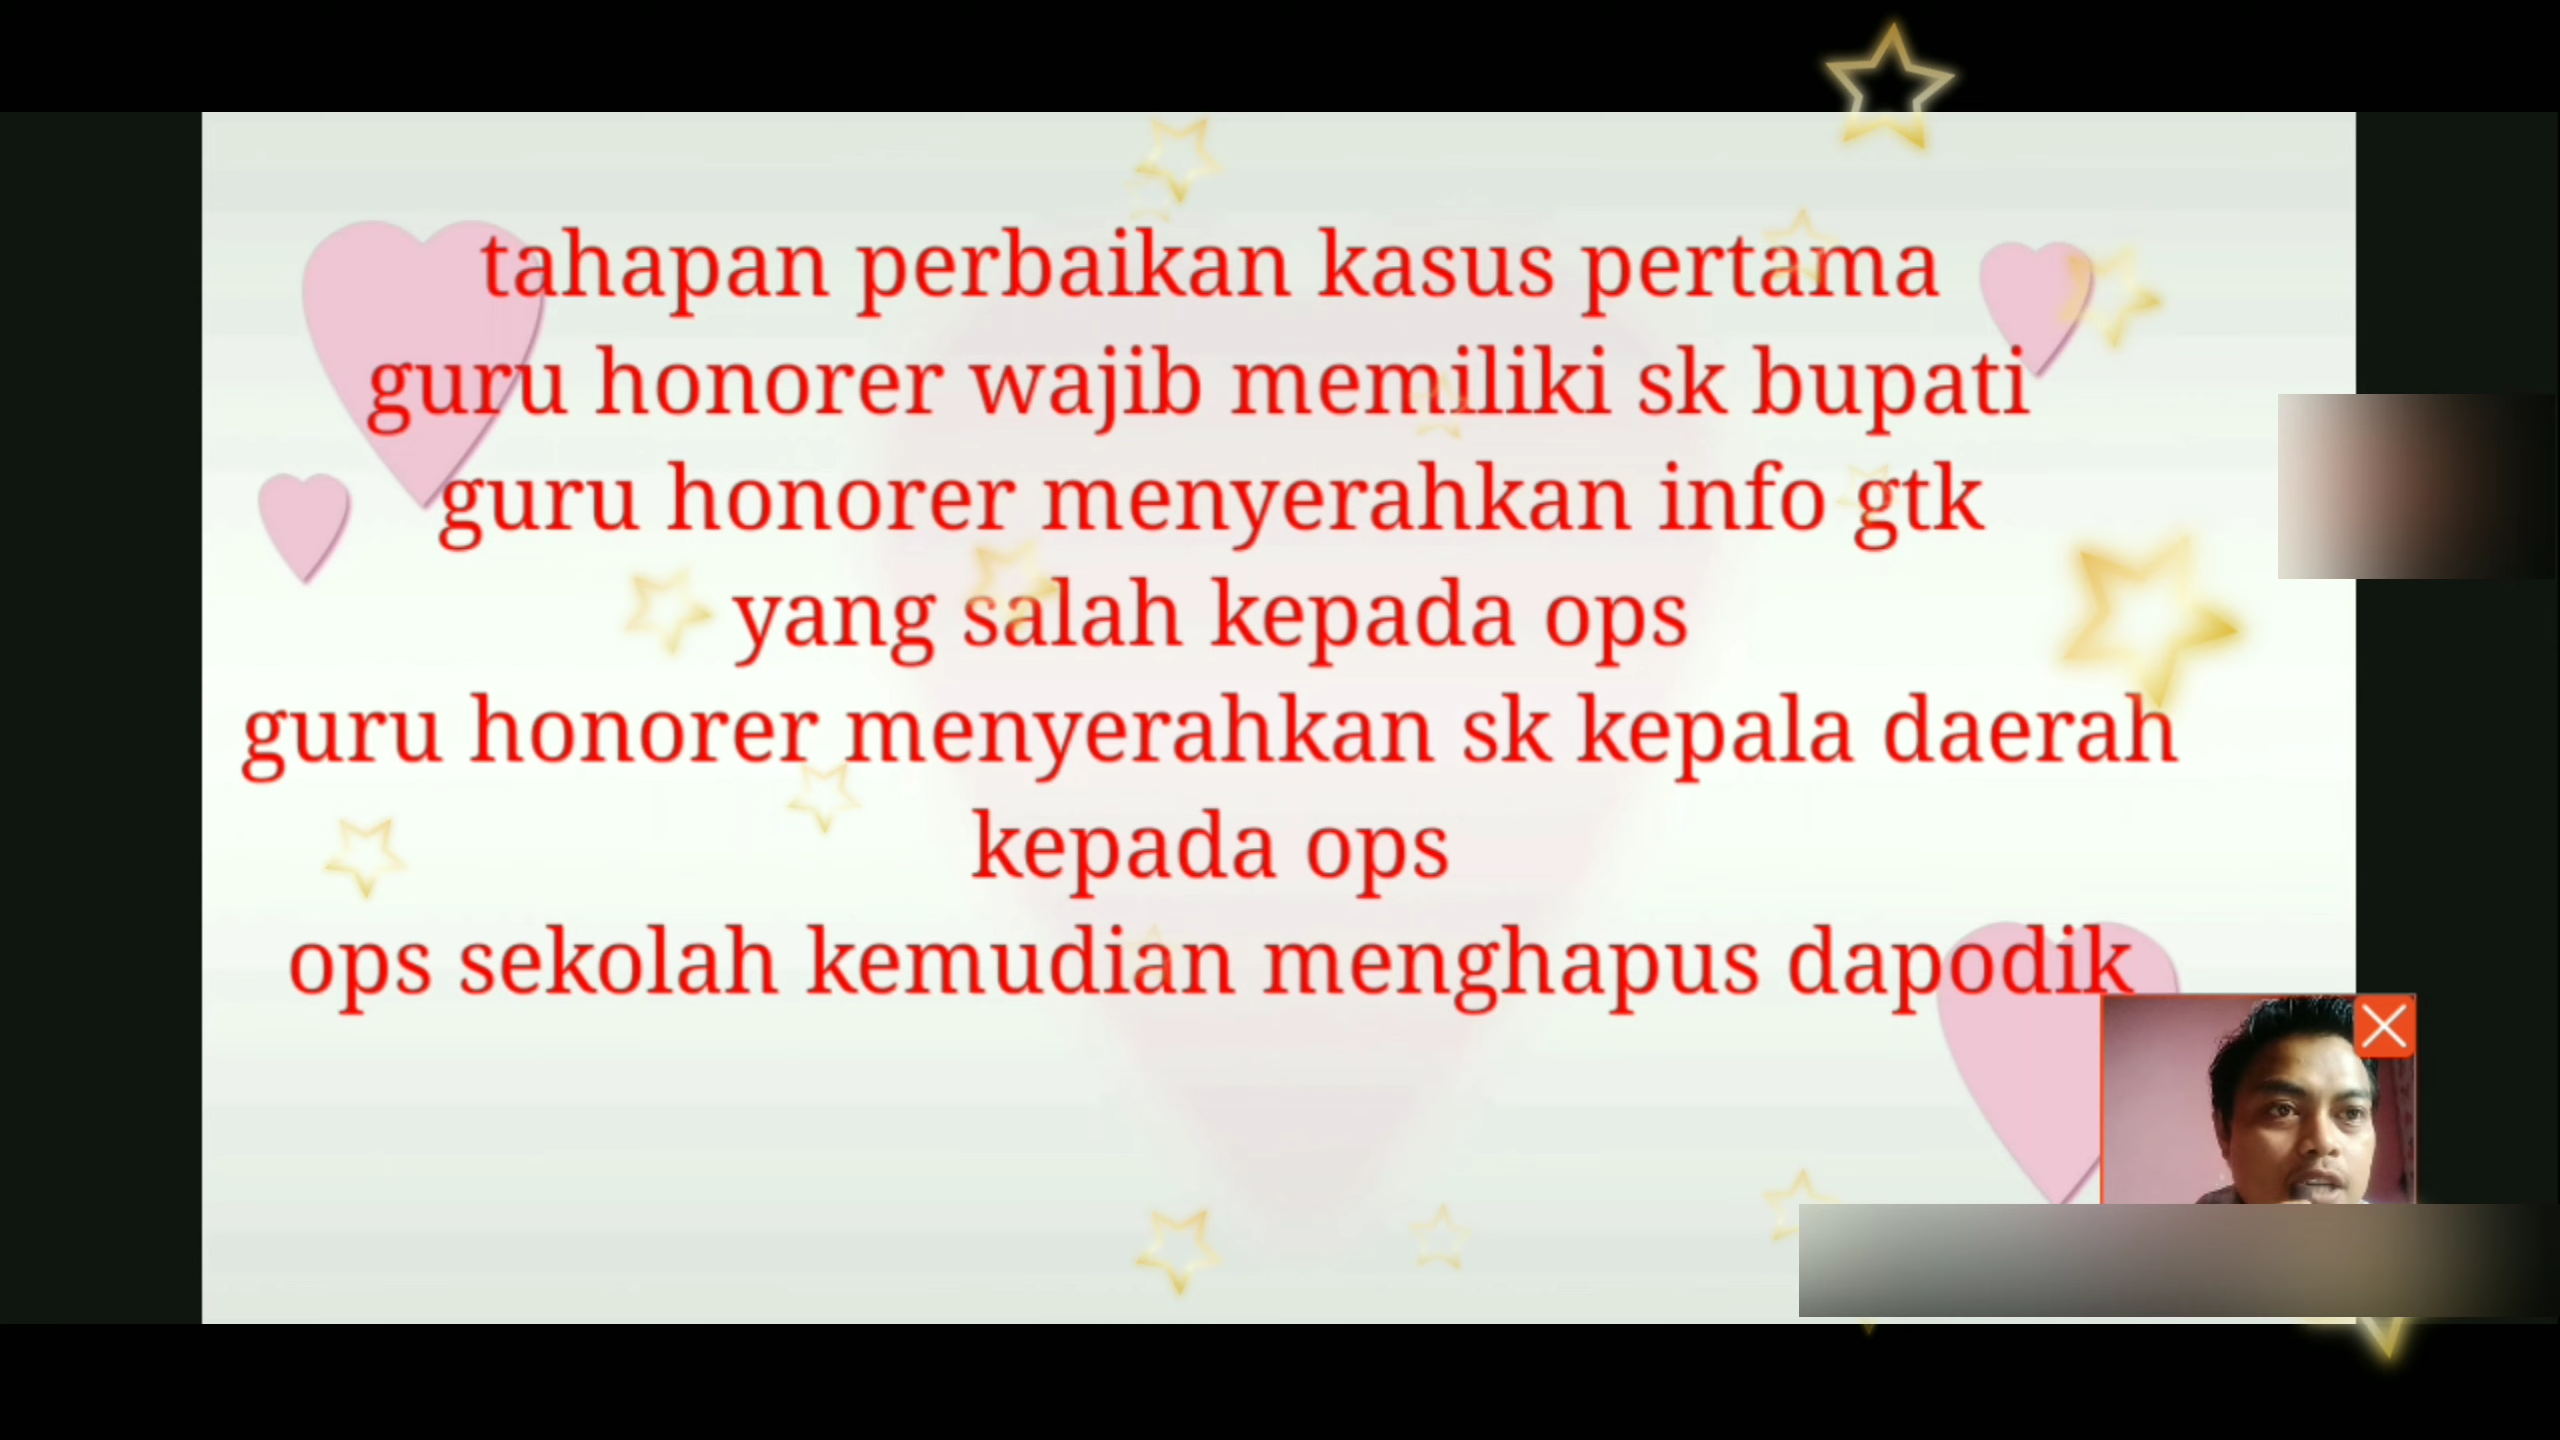 tahapan perbaikan kasus pertama
guru honorer wajib memiliki sk bupati
guru honorer menyerahkan info gtk
yang salah kepada ops
guru honorer menyerahkan sk kepala daerah
kepada ops
ops sekolah kemudian menghapus dapodik